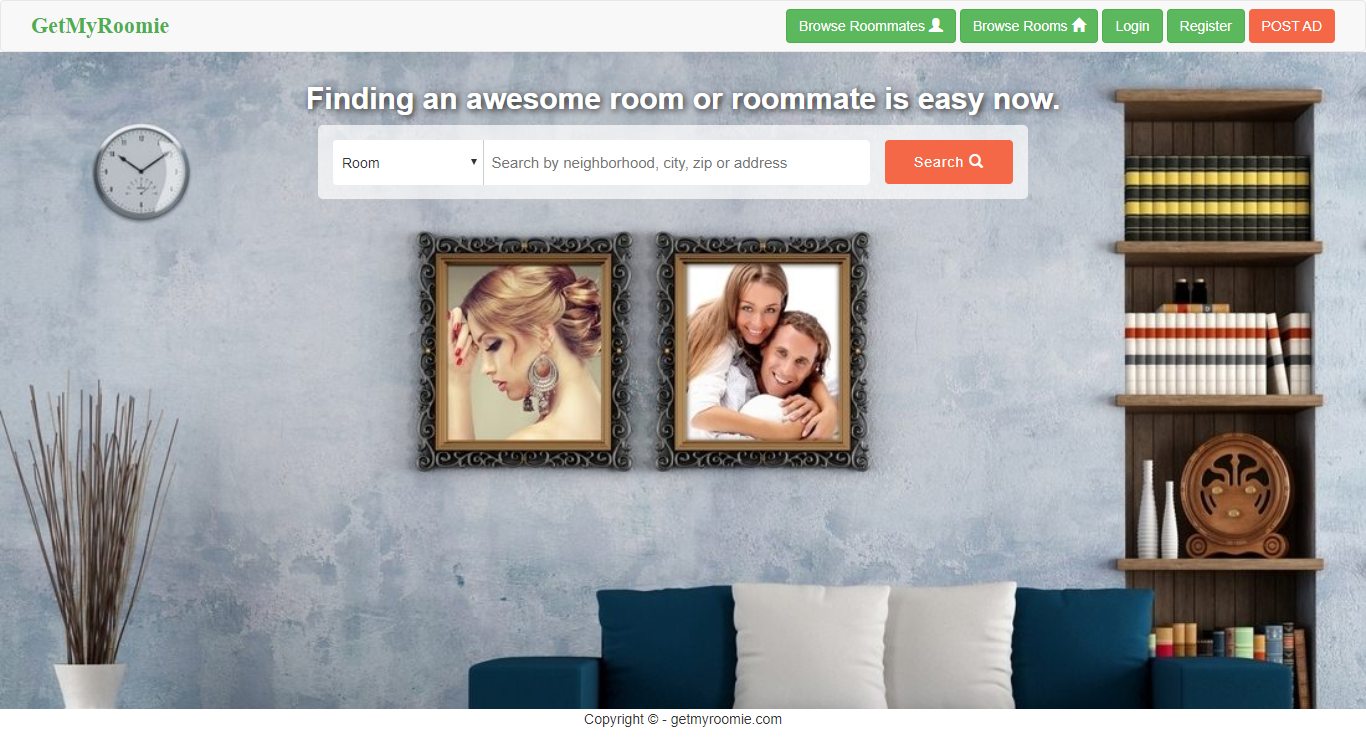 GetMyRoomie
Browse Roommates
Browse Rooms
Login
Register
POST AD
Finding an awesome room or roommate is easy now.
Room
Search by neighborhood, city, zip or address
Search
Copyright © - getmyroomie.com